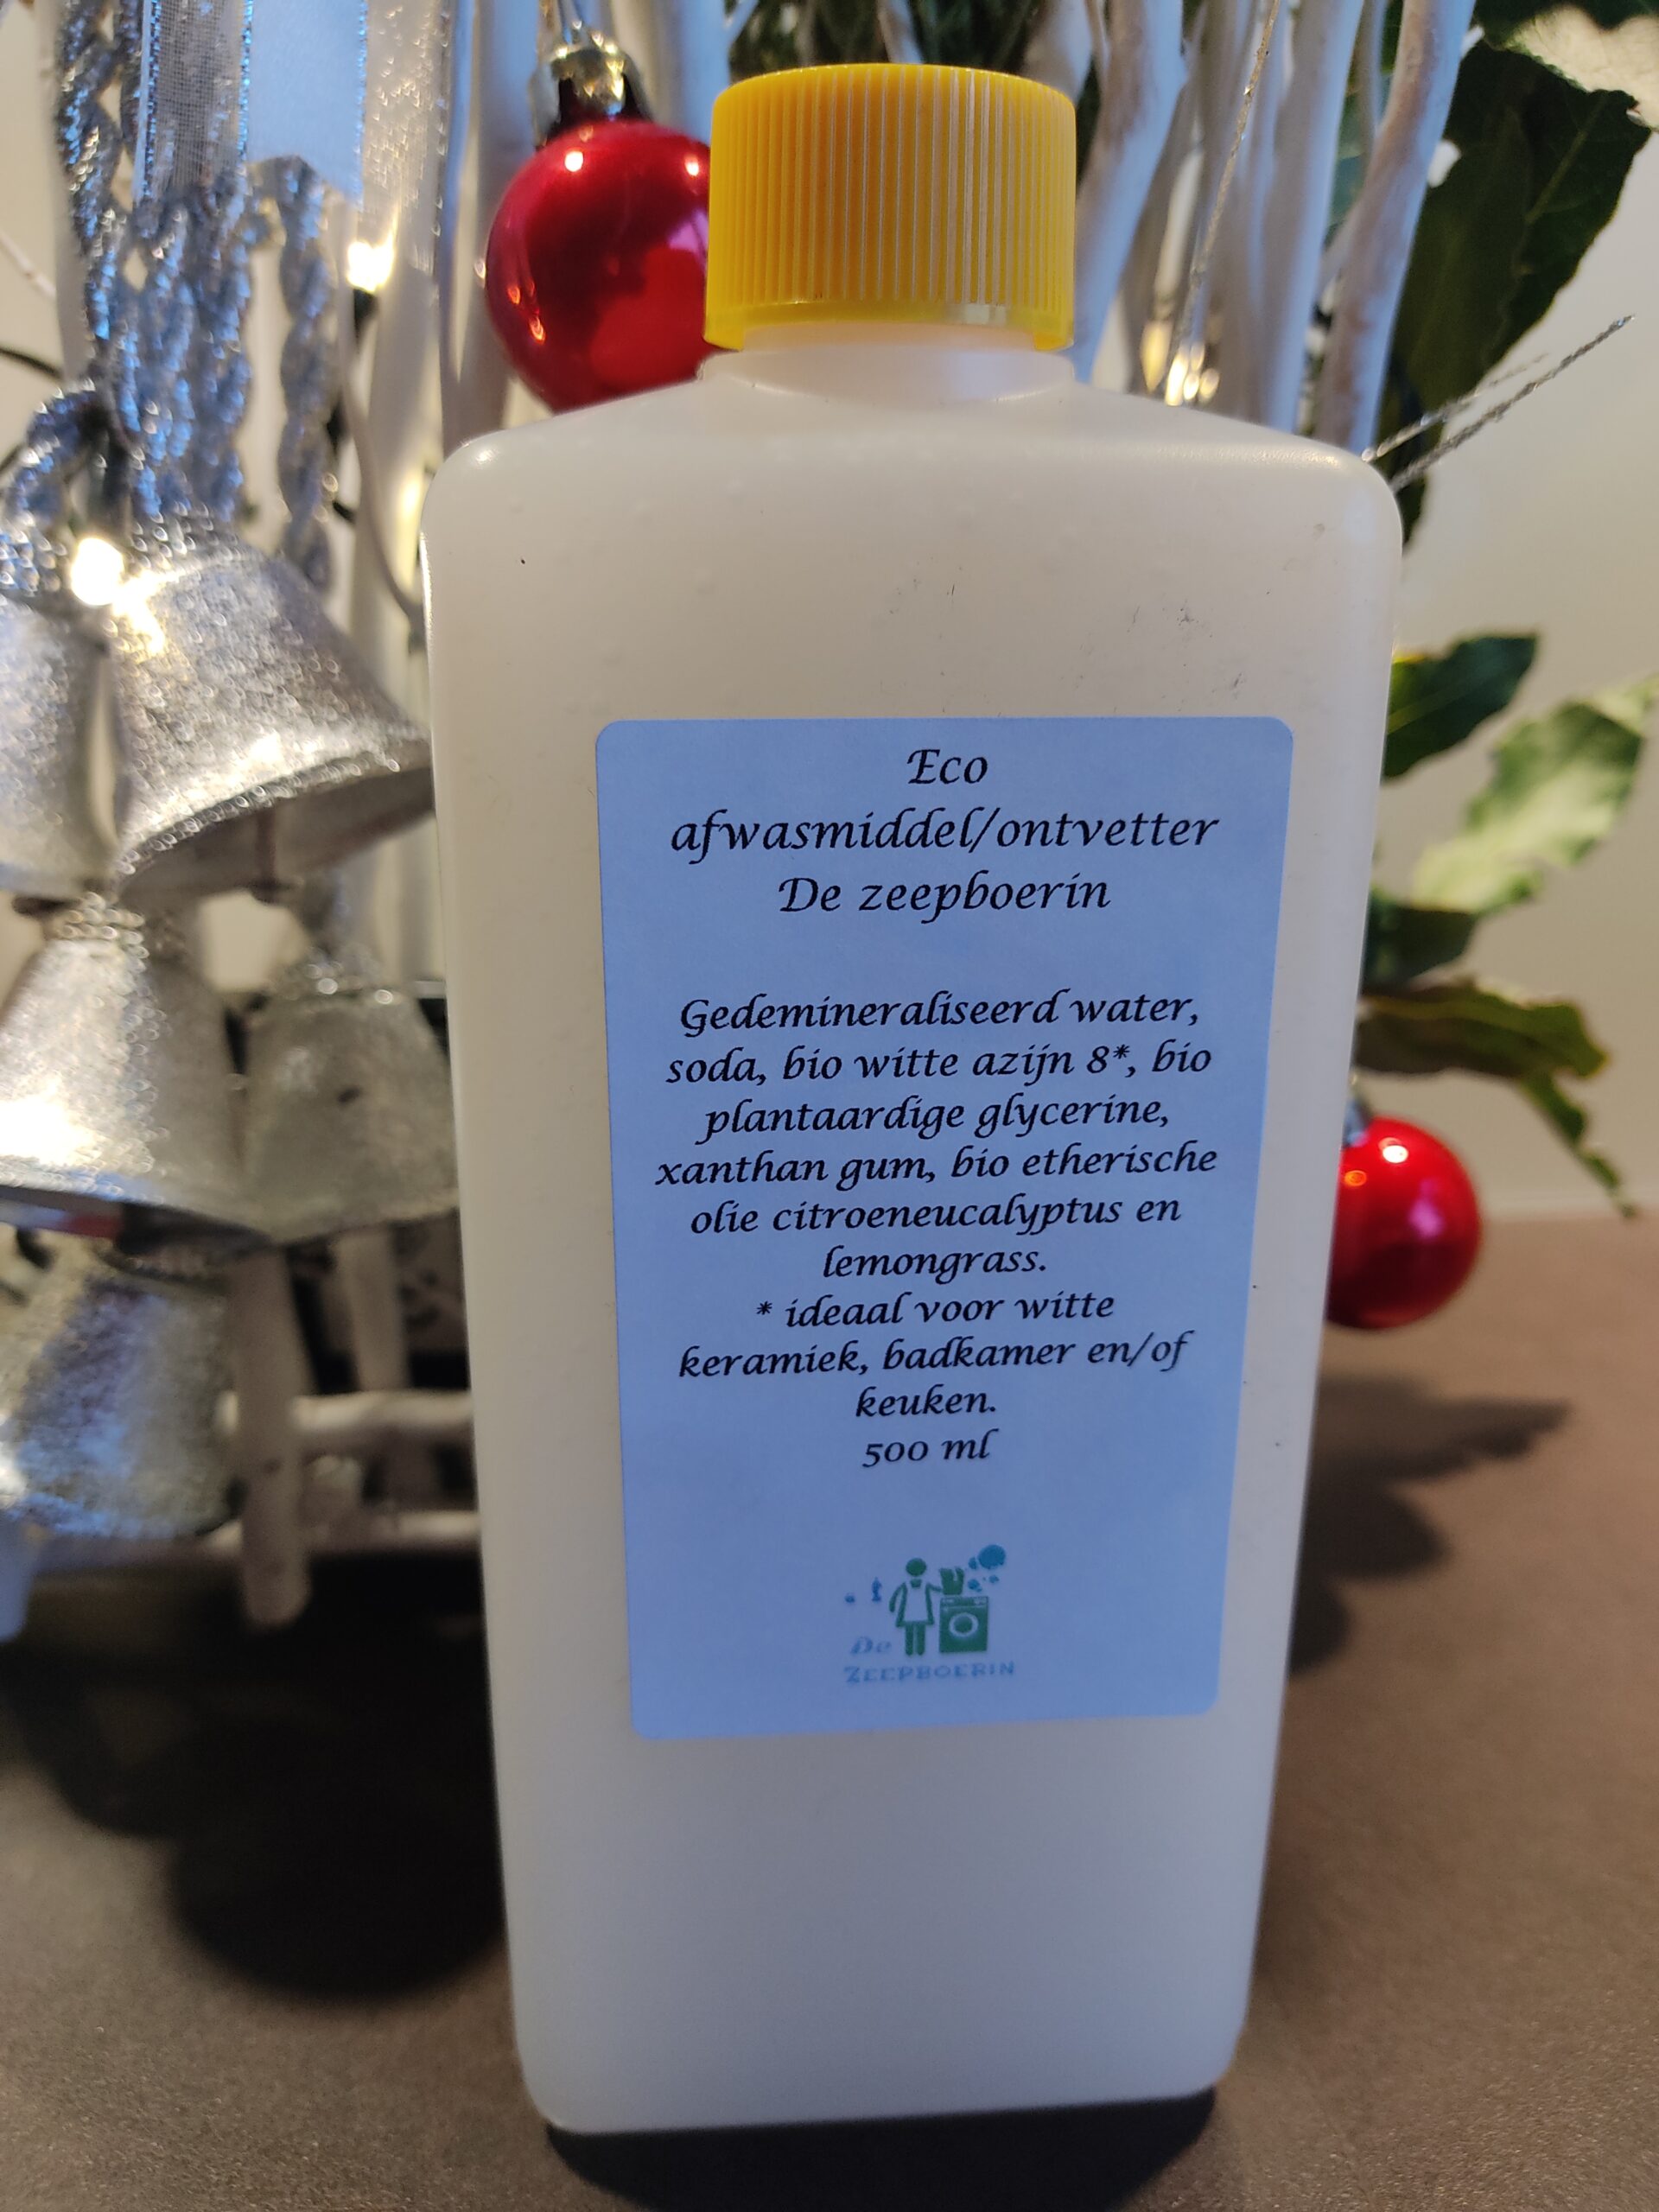 Eco
afwasmiddel/ontvetter
De zeepboerin
Gedemineraliseerd water,
soda, bio witte azijn 8*, bio
plantaardige glycerine,
xanthan gum, bio etherische
olie citroeneucalyptus en
lemongrass.
* ideaal voor witte
keramiek, badkamer en/of
keuken.
500 ml
De
ZEEPBOERIN